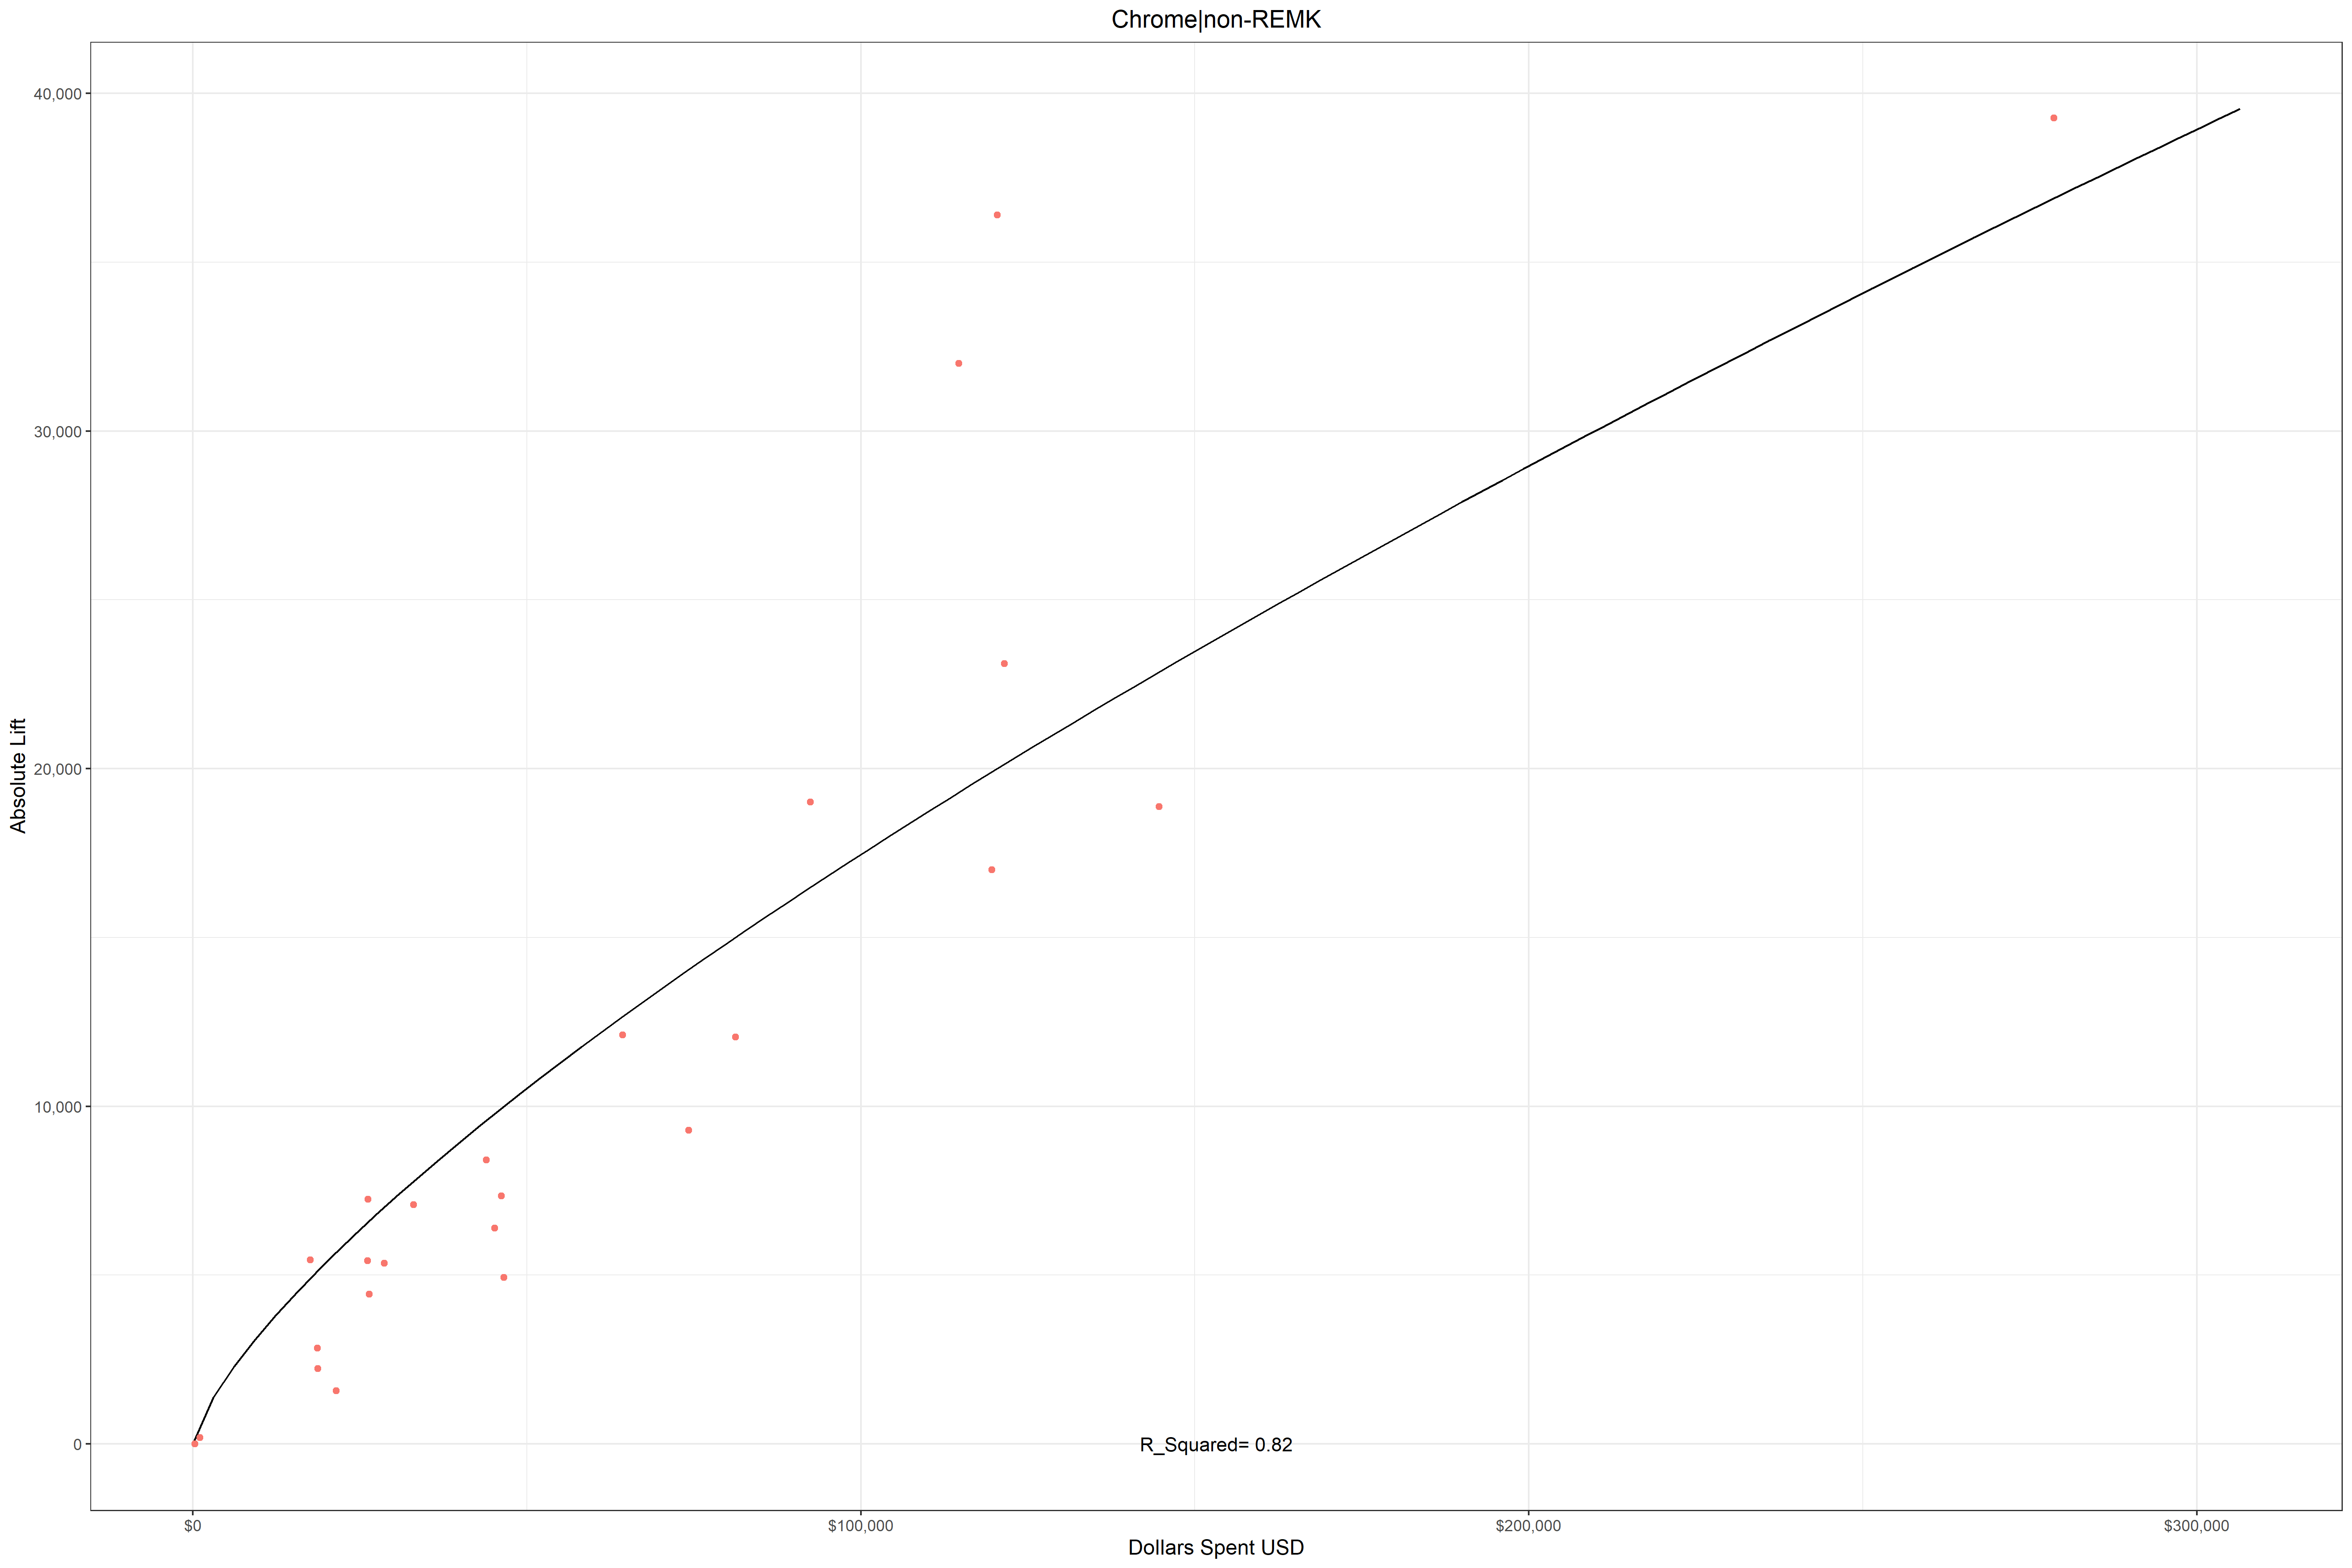 Chrome|non-REMK
40,000
30,000
20,000
10,000
0
Absolute Lift
R_Squared= 0.82
$0
$100,000
$200,000
$300,000
Dollars Spent USD